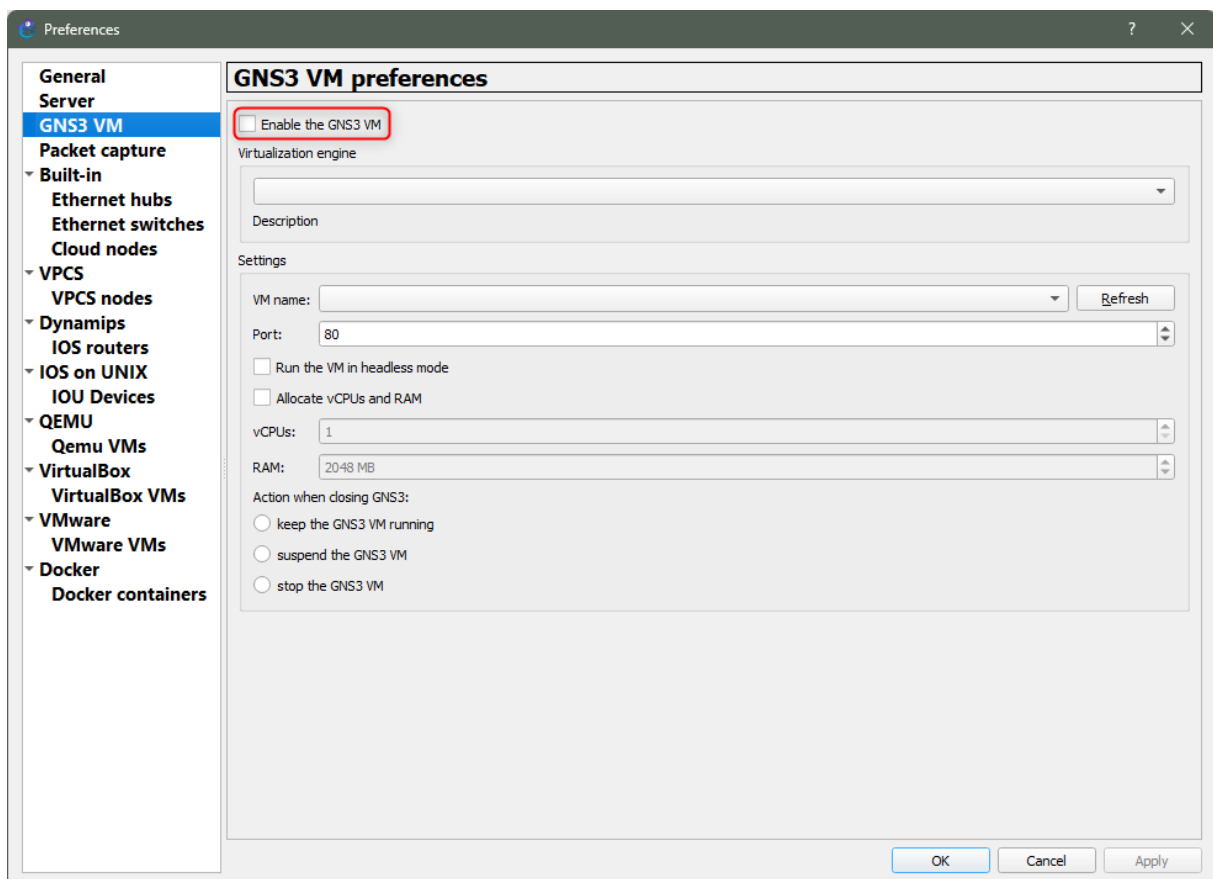 Preferences
?
General
Server
GNS3 VM
Packet capture
Built-in
Ethernet hubs
Ethernet switches
Cloud nodes
VPCS
VPCS nodes
Dynamips
IOS routers
IOS on UNIX
IOU Devices
QEMU
Qemu VMs
VirtualBox
VirtualBox VMs
VMware
VMware VMs
Docker
Docker containers
GNS3 VM preferences
Enable the GNS3 VM
Virtualization engine
Description
Settings
VM name:
Refresh
Port: 80
Run the VM in headless mode
Allocate vCPUs and RAM
vCPUs: 1
RAM: 2048 MB
Action when closing GNS3:
keep the GNS3 VM running
suspend the GNS3 VM
stop the GNS3 VM
OK Cancel Apply